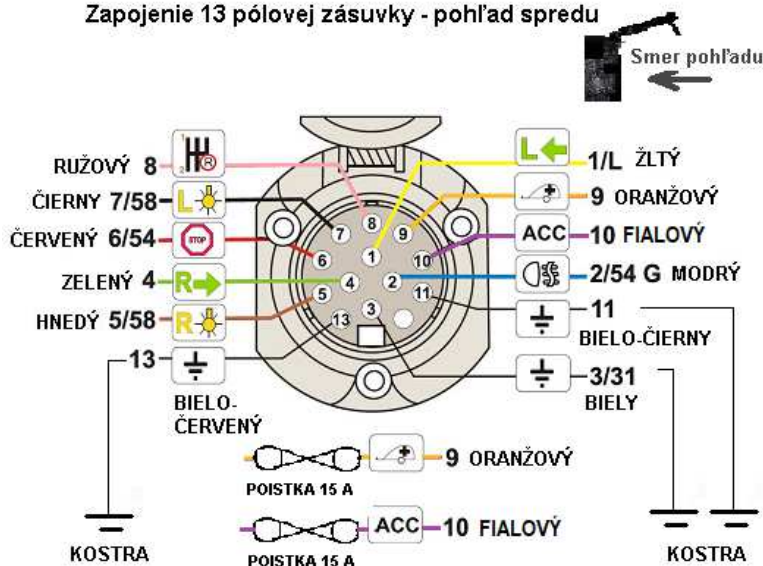 Zapojenie 13 pólovej zásuvky - pohľad spredu
Smer pohľadu
RUŽOVÝ 8
1
2
R
L
1/L ŽLTÝ
ČIERNY 7/58
L
9 ORANŽOVÝ
ČERVENÝ 6/54
STOP
ACC
10 FIALOVÝ
ZELENÝ 4
R
2/54 G MODRÝ
HNEDÝ 5/58
R
11
BIELO-ČIERNY
13
BIELO-
ČERVENÝ
3/31
BIELY
8
7
9
6
1
10
4
2
5
11
3
13
9 ORANŽOVÝ
POISTKA 15 A
ACC
10 FIALOVÝ
POISTKA 15 A
KOSTRA
KOSTRA